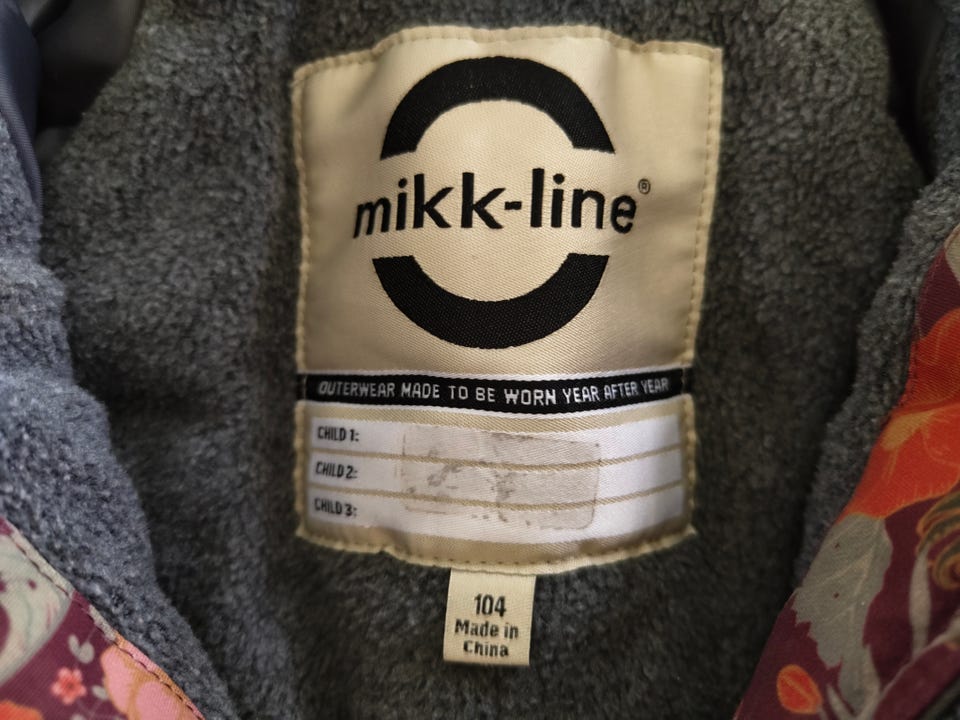 mikk-line®
OUTERWEAR MADE TO BE WORN YEAR AFTER YEAR
CHILD 1:
CHILD 2:
CHILD 3:
104
Made in
China